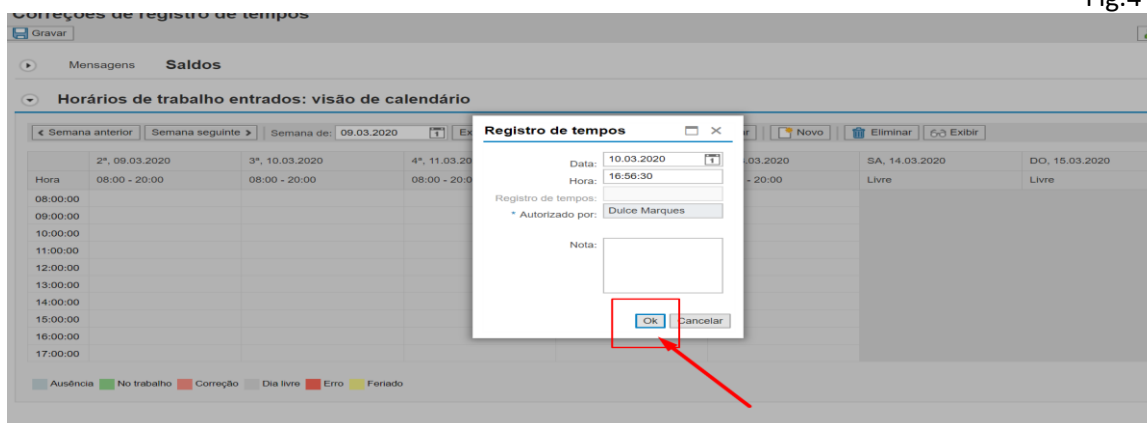 Fig.4
Correções de registro de tempos
Gravar
Mensagens Saldos
Horários de trabalho entrados: visão de calendário
Semana anterior Semana seguinte Semana de: 09.03.2020 Novo Eliminar Exibir
2ª, 09.03.2020 3ª, 10.03.2020 4ª, 11.03.20 .03.2020 SA, 14.03.2020 DO, 15.03.2020
Hora 08:00 - 20:00 08:00 - 20:00 08:00 - 20:0 - 20:00 Livre Livre
08:00:00
09:00:00
10:00:00
11:00:00
12:00:00
13:00:00
14:00:00
15:00:00
16:00:00
17:00:00
Ausência No trabalho Correção Dia livre Erro Feriado
Registro de tempos
Data: 10.03.2020
Hora: 16:56:30
Registro de tempos:
* Autorizado por: Dulce Marques
Nota:
Ok Cancelar